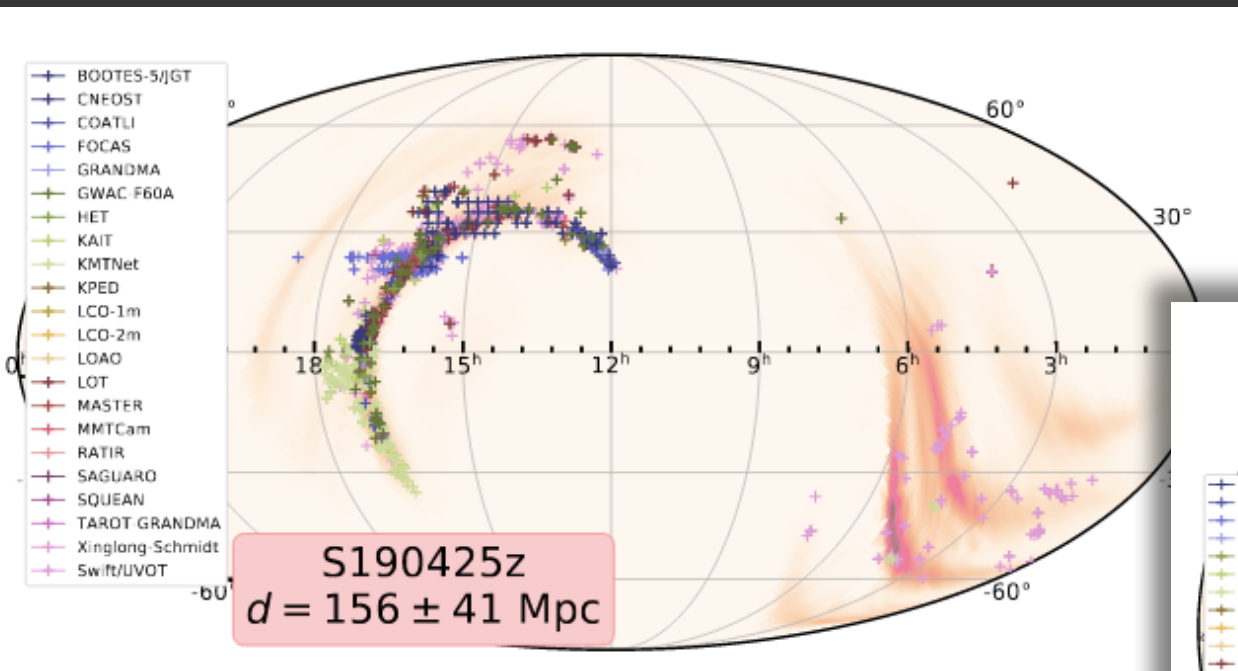 BOOTES-5/JGT
CNEOST
COATLI
FOCAS
GRANDMA
GWAC-F60A
HET
KAIT
KMTNet
KPED
LCO-1m
LCO-2m
LOAO
LOT
MASTER
MMTCam
RATIR
SAGUARO
SQUEAN
TAROT GRANDMA
Xinglong-Schmidt
Swift/UVOT
60°
30°
18
15h
12h
9h
6h
3h
-60°
-60°
S190425z
d = 156 ± 41 Mpc